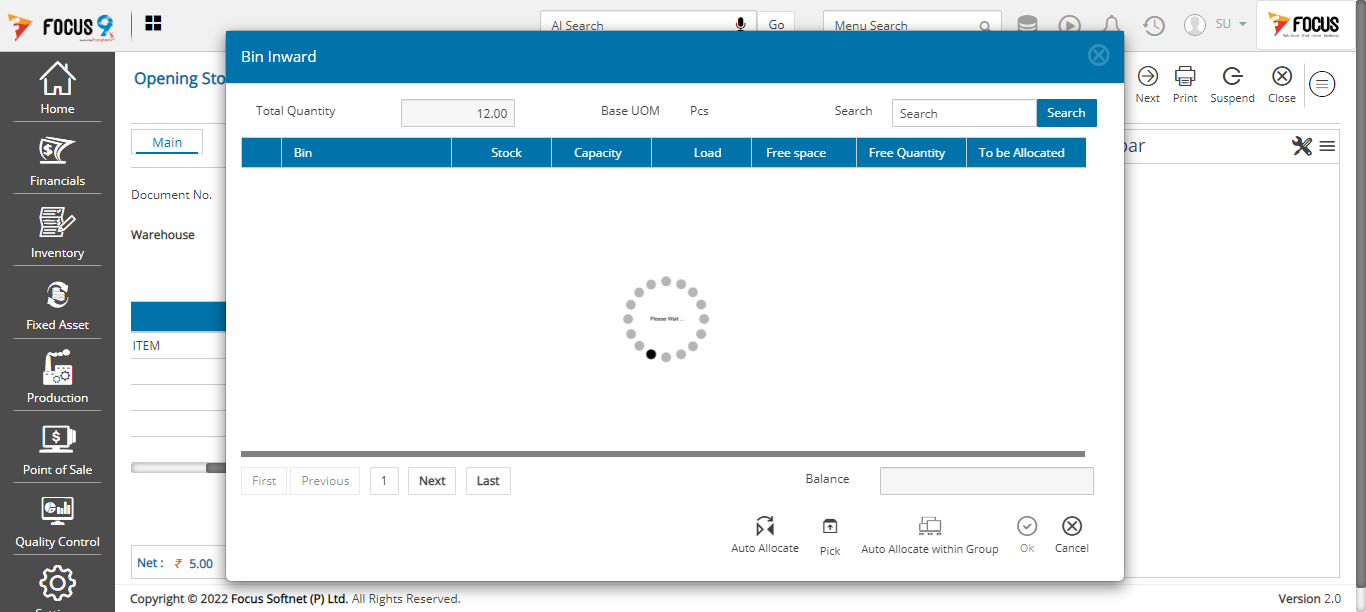 FOCUS 9
AI Search
Go
Menu Search
SU
FOCUS
Home
Financials
Inventory
Fixed Asset
Production
Point of Sale
Quality Control
Opening Sto
Next
Print
Suspend
Close
Main
bar
Document No.
Warehouse
ITEM
Net : ₹ 5.00
Bin Inward
Total Quantity
12.00
Base UOM
Pcs
Search
Search
Search
Bin
Stock
Capacity
Load
Free space
Free Quantity
To be Allocated
Please Wait ...
First
Previous
1
Next
Last
Balance
Auto Allocate
Pick
Auto Allocate within Group
Ok
Cancel
Copyright © 2022 Focus Softnet (P) Ltd. All Rights Reserved.
Version 2.0